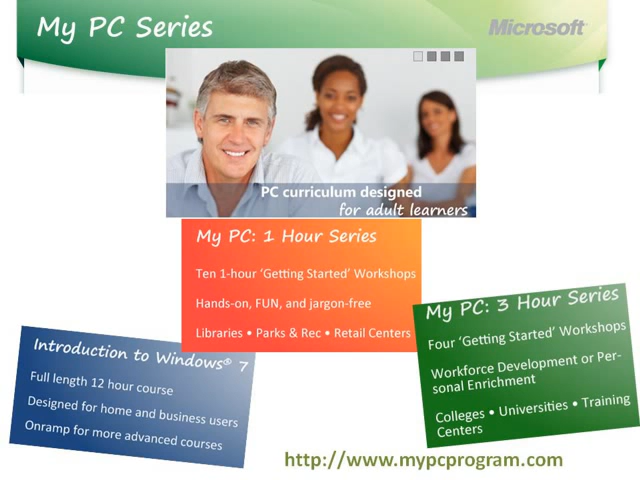 My PC Series
Microsoft®
PC curriculum designed
for adult learners
My PC: 1 Hour Series
Ten 1-hour ‘Getting Started’ Workshops
Hands-on, FUN, and jargon-free
Libraries • Parks & Rec • Retail Centers
My PC: 3 Hour Series
Four ‘Getting Started’ Workshops
Workforce Development or Per-
sonal Enrichment
Colleges • Universities • Training
Centers
Introduction to Windows® 7
Full length 12 hour course
Designed for home and business users
Onramp for more advanced courses
http://www.mypcprogram.com